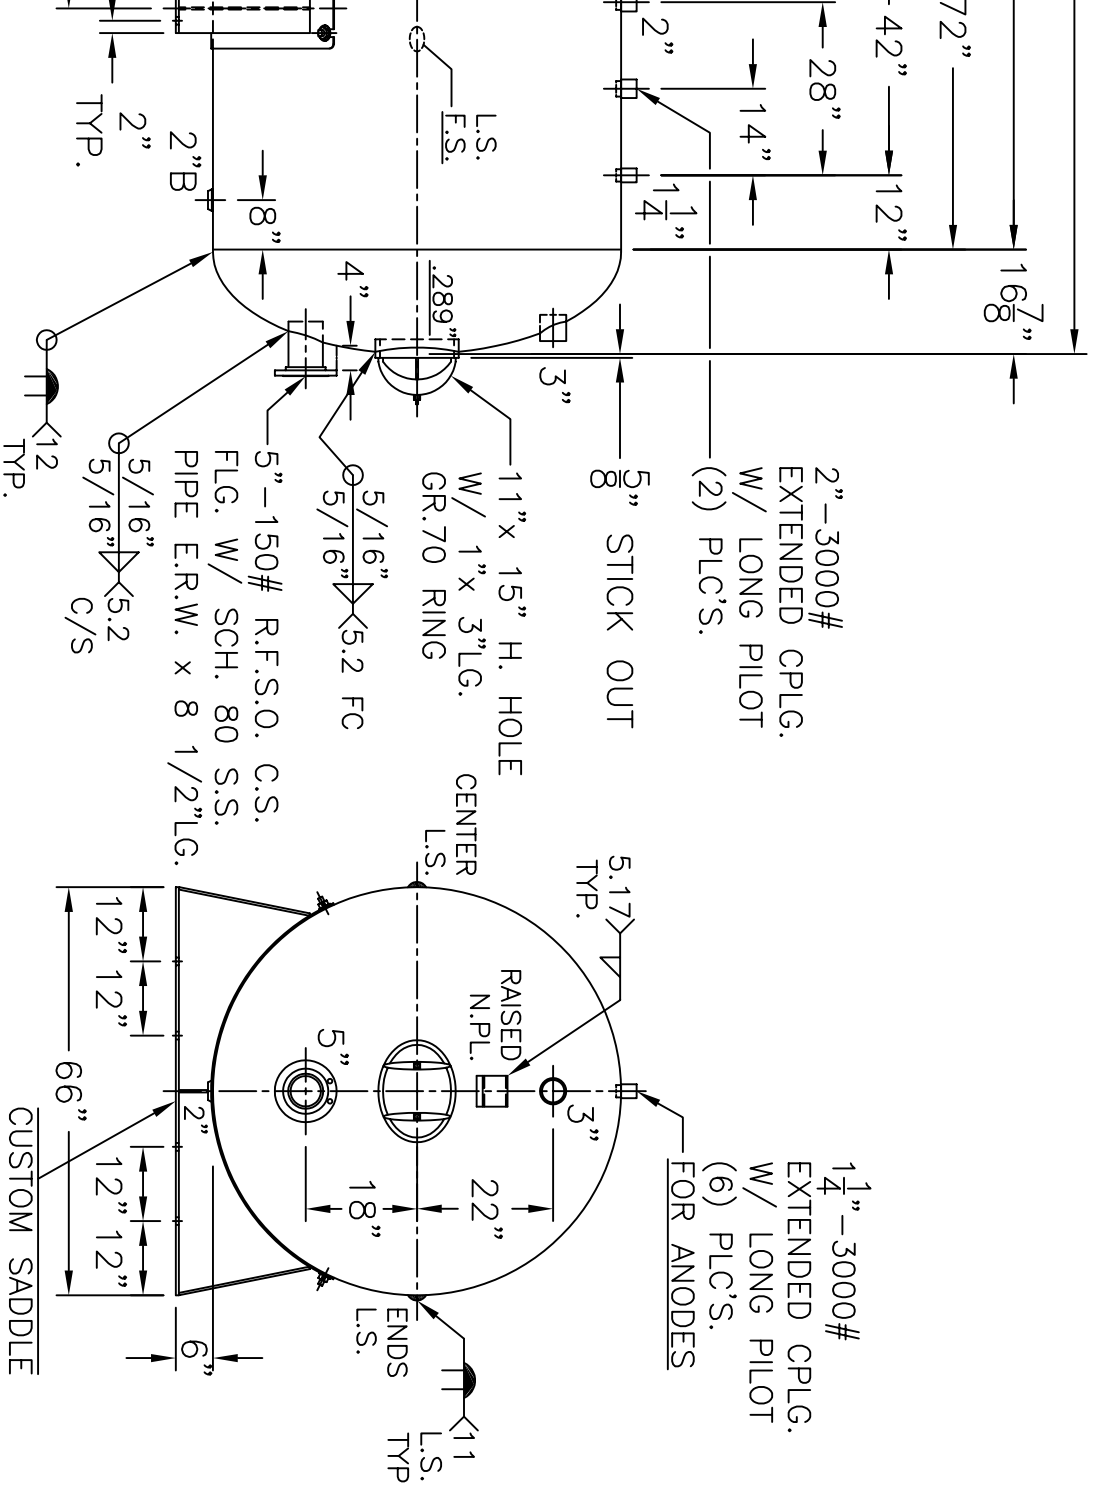 72"
42"
28"
14"
12"
2"
1 1/4"
16 7/8"
L.S.
F.S.
2"
TYP.
2"B
8"
4"
.289"
3"
12
TYP.
5/16"
5/16"
5.2
C/S
5/16"
5/16"
5.2 FC
2"-3000#
EXTENDED CPLG.
W/ LONG PILOT
(2) PLC'S.
5/8" STICK OUT
11"x 15" H. HOLE
W/ 1"x 3"LG.
GR.70 RING
5"-150# R.F.S.O. C.S.
FLG. W/ SCH. 80 S.S.
PIPE E.R.W. x 8 1/2"LG.
1 1/4"-3000#
EXTENDED CPLG.
W/ LONG PILOT
(6) PLC'S.
FOR ANODES
5.17
TYP.
CENTER
L.S.
RAISED
N.PL.
3"
5"
2"
22"
18"
ENDS
L.S.
11
L.S.
TYP
12"
12"
12"
12"
66"
6"
CUSTOM SADDLE